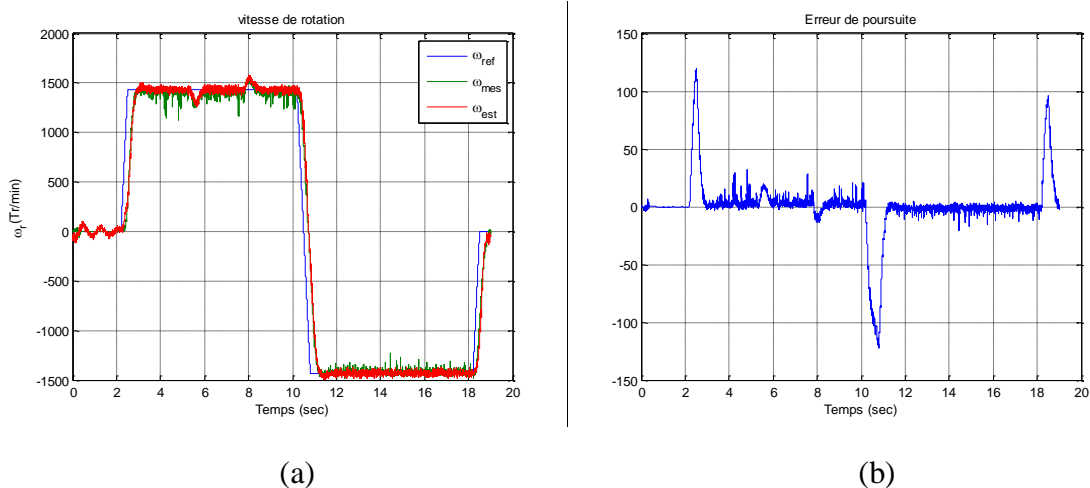 vitesse de rotation
2000
1500
1000
500
0
-500
-1000
-1500
ω_r (Tr/min)
0 2 4 6 8 10 12 14 16 18 20
Temps (sec)
ω_ref
ω_mes
ω_est
(a)
Erreur de poursuite
150
100
50
0
-50
-100
-150
0 2 4 6 8 10 12 14 16 18 20
Temps (sec)
(b)